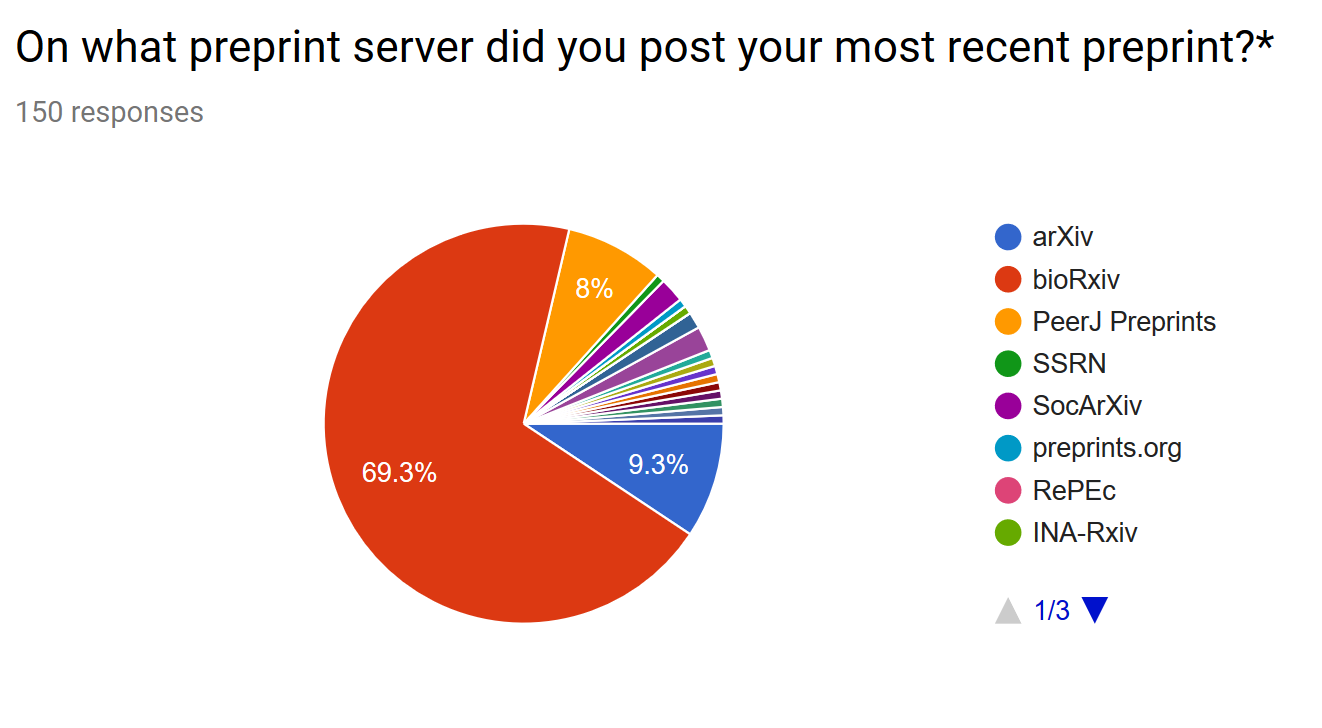 On what preprint server did you post your most recent preprint?*
150 responses
8%
69.3%
9.3%
arXiv
bioRxiv
PeerJ Preprints
SSRN
SocArXiv
preprints.org
RePEc
INA-Rxiv
1/3